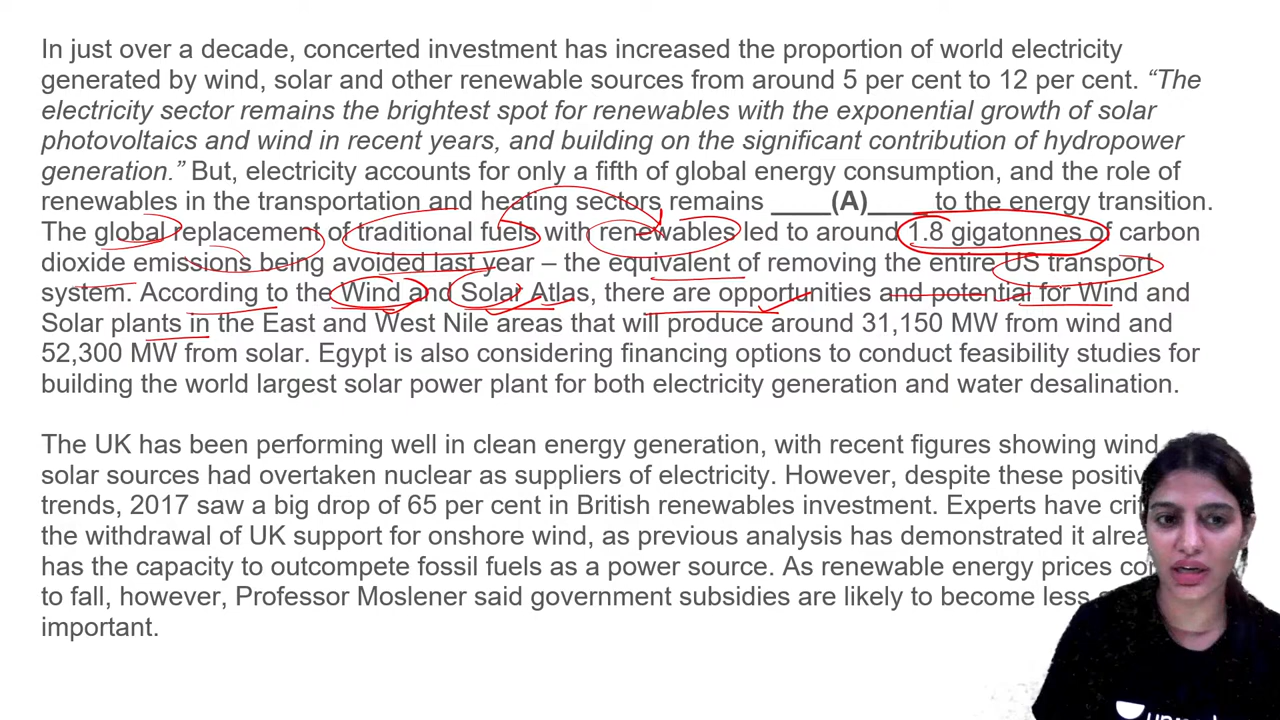 In just over a decade, concerted investment has increased the proportion of world electricity
generated by wind, solar and other renewable sources from around 5 per cent to 12 per cent. “The
electricity sector remains the brightest spot for renewables with the exponential growth of solar
photovoltaics and wind in recent years, and building on the significant contribution of hydropower
generation.” But, electricity accounts for only a fifth of global energy consumption, and the role of
renewables in the transportation and heating sectors remains ____(A)____ to the energy transition.
The global replacement of traditional fuels with renewables led to around 1.8 gigatonnes of carbon
dioxide emissions being avoided last year – the equivalent of removing the entire US transport
system. According to the Wind and Solar Atlas, there are opportunities and potential for Wind and
Solar plants in the East and West Nile areas that will produce around 31,150 MW from wind and
52,300 MW from solar. Egypt is also considering financing options to conduct feasibility studies for
building the world largest solar power plant for both electricity generation and water desalination.
The UK has been performing well in clean energy generation, with recent figures showing wind
solar sources had overtaken nuclear as suppliers of electricity. However, despite these
trends, 2017 saw a big drop of 65 per cent in British renewables investment. Experts have
the withdrawal of UK support for onshore wind, as previous analysis has demonstrated it
has the capacity to outcompete fossil fuels as a power source. As renewable energy prices
to fall, however, Professor Moslener said government subsidies are likely to become less
important.